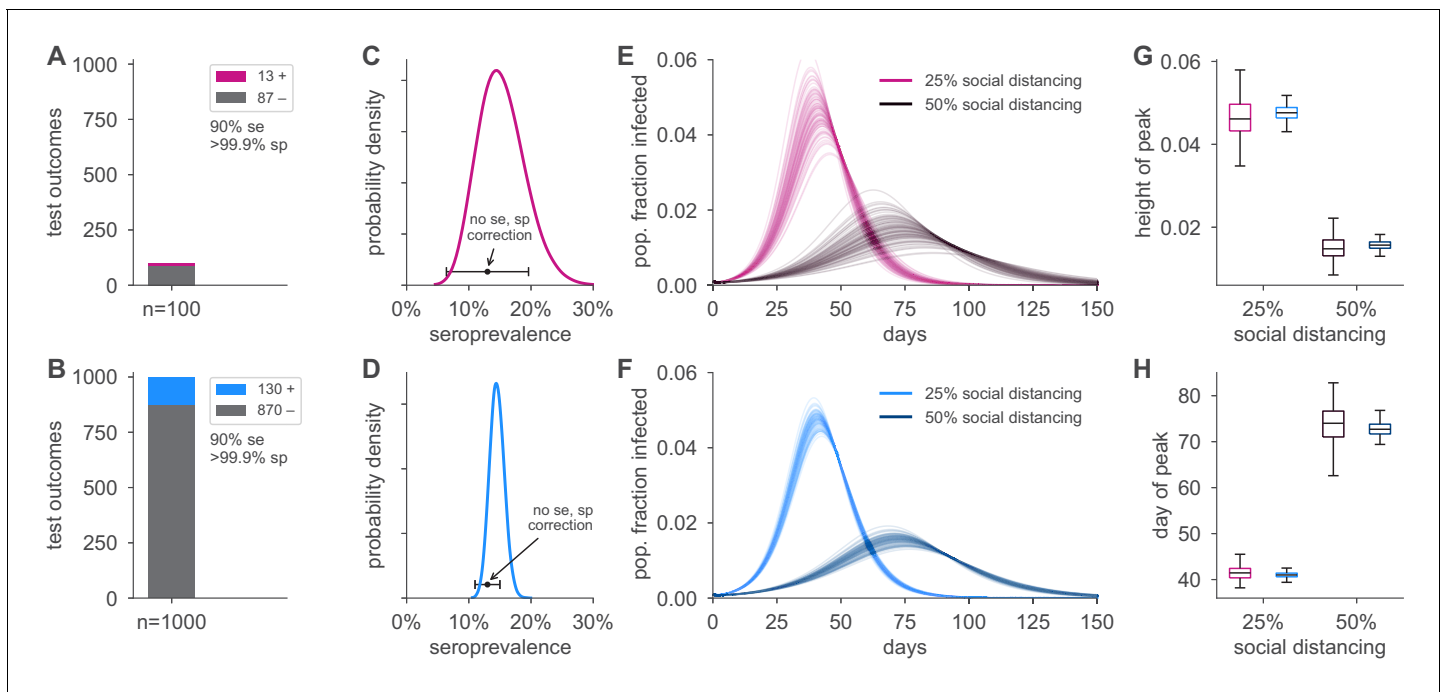 A
1000
750
500
250
0
test outcomes
13 +
87 –
90% se
>99.9% sp
n=100
C
probability density
no se, sp
correction
0% 10% 20% 30%
seroprevalence
E
0.06
0.04
0.02
0.00
pop. fraction infected
25% social distancing
50% social distancing
0 25 50 75 100 125 150
days
G
0.06
0.04
0.02
height of peak
25% 50%
social distancing
B
1000
750
500
250
0
test outcomes
130 +
870 –
90% se
>99.9% sp
n=1000
D
probability density
no se, sp
correction
0% 10% 20% 30%
seroprevalence
F
0.06
0.04
0.02
0.00
pop. fraction infected
25% social distancing
50% social distancing
0 25 50 75 100 125 150
days
H
80
70
60
50
40
day of peak
25% 50%
social distancing